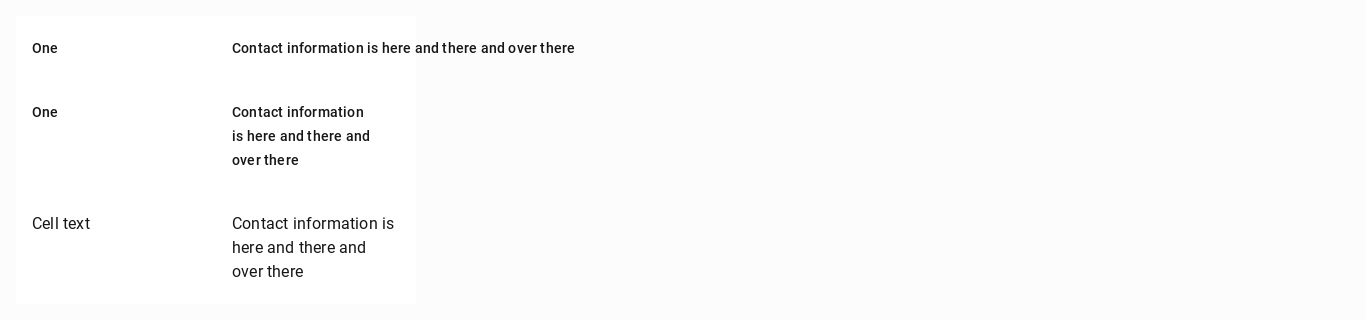 One Contact information is here and there and over there
One Contact information
is here and there and
over there
Cell text Contact information is
here and there and
over there